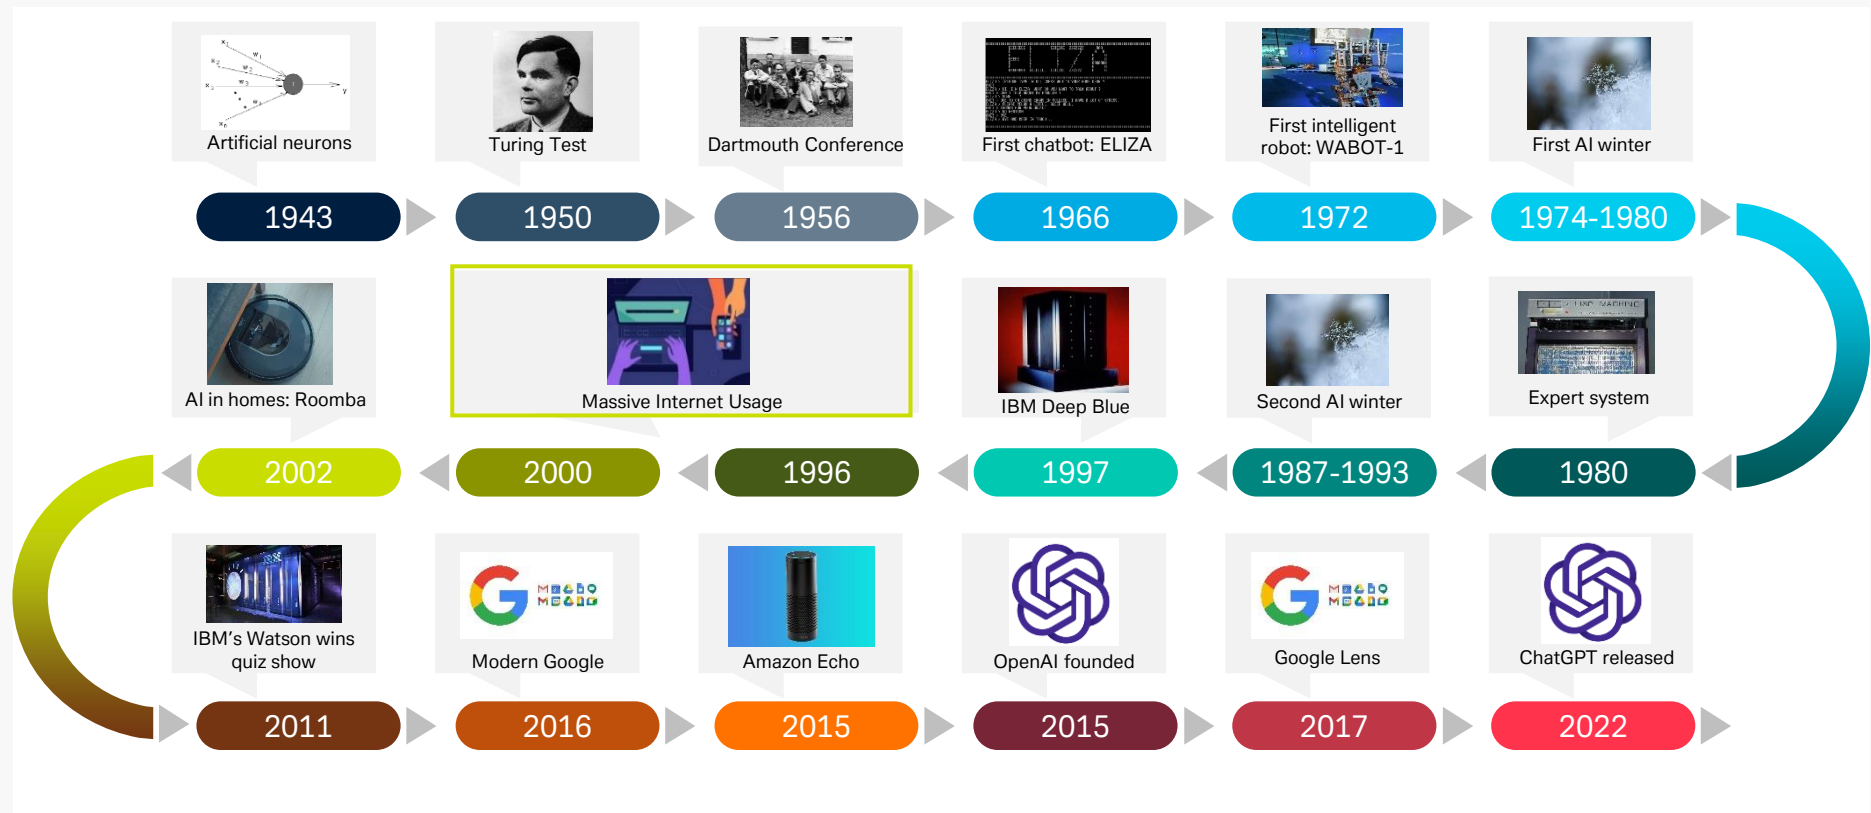 Artificial neurons
Turing Test
Dartmouth Conference
First chatbot: ELIZA
First intelligent
robot: WABOT-1
First AI winter
1943
1950
1956
1966
1972
1974-1980
AI in homes: Roomba
Massive Internet Usage
IBM Deep Blue
Second AI winter
Expert system
2002
2000
1996
1997
1987-1993
1980
IBM's Watson wins
quiz show
Modern Google
Amazon Echo
OpenAI founded
Google Lens
ChatGPT released
2011
2016
2015
2015
2017
2022